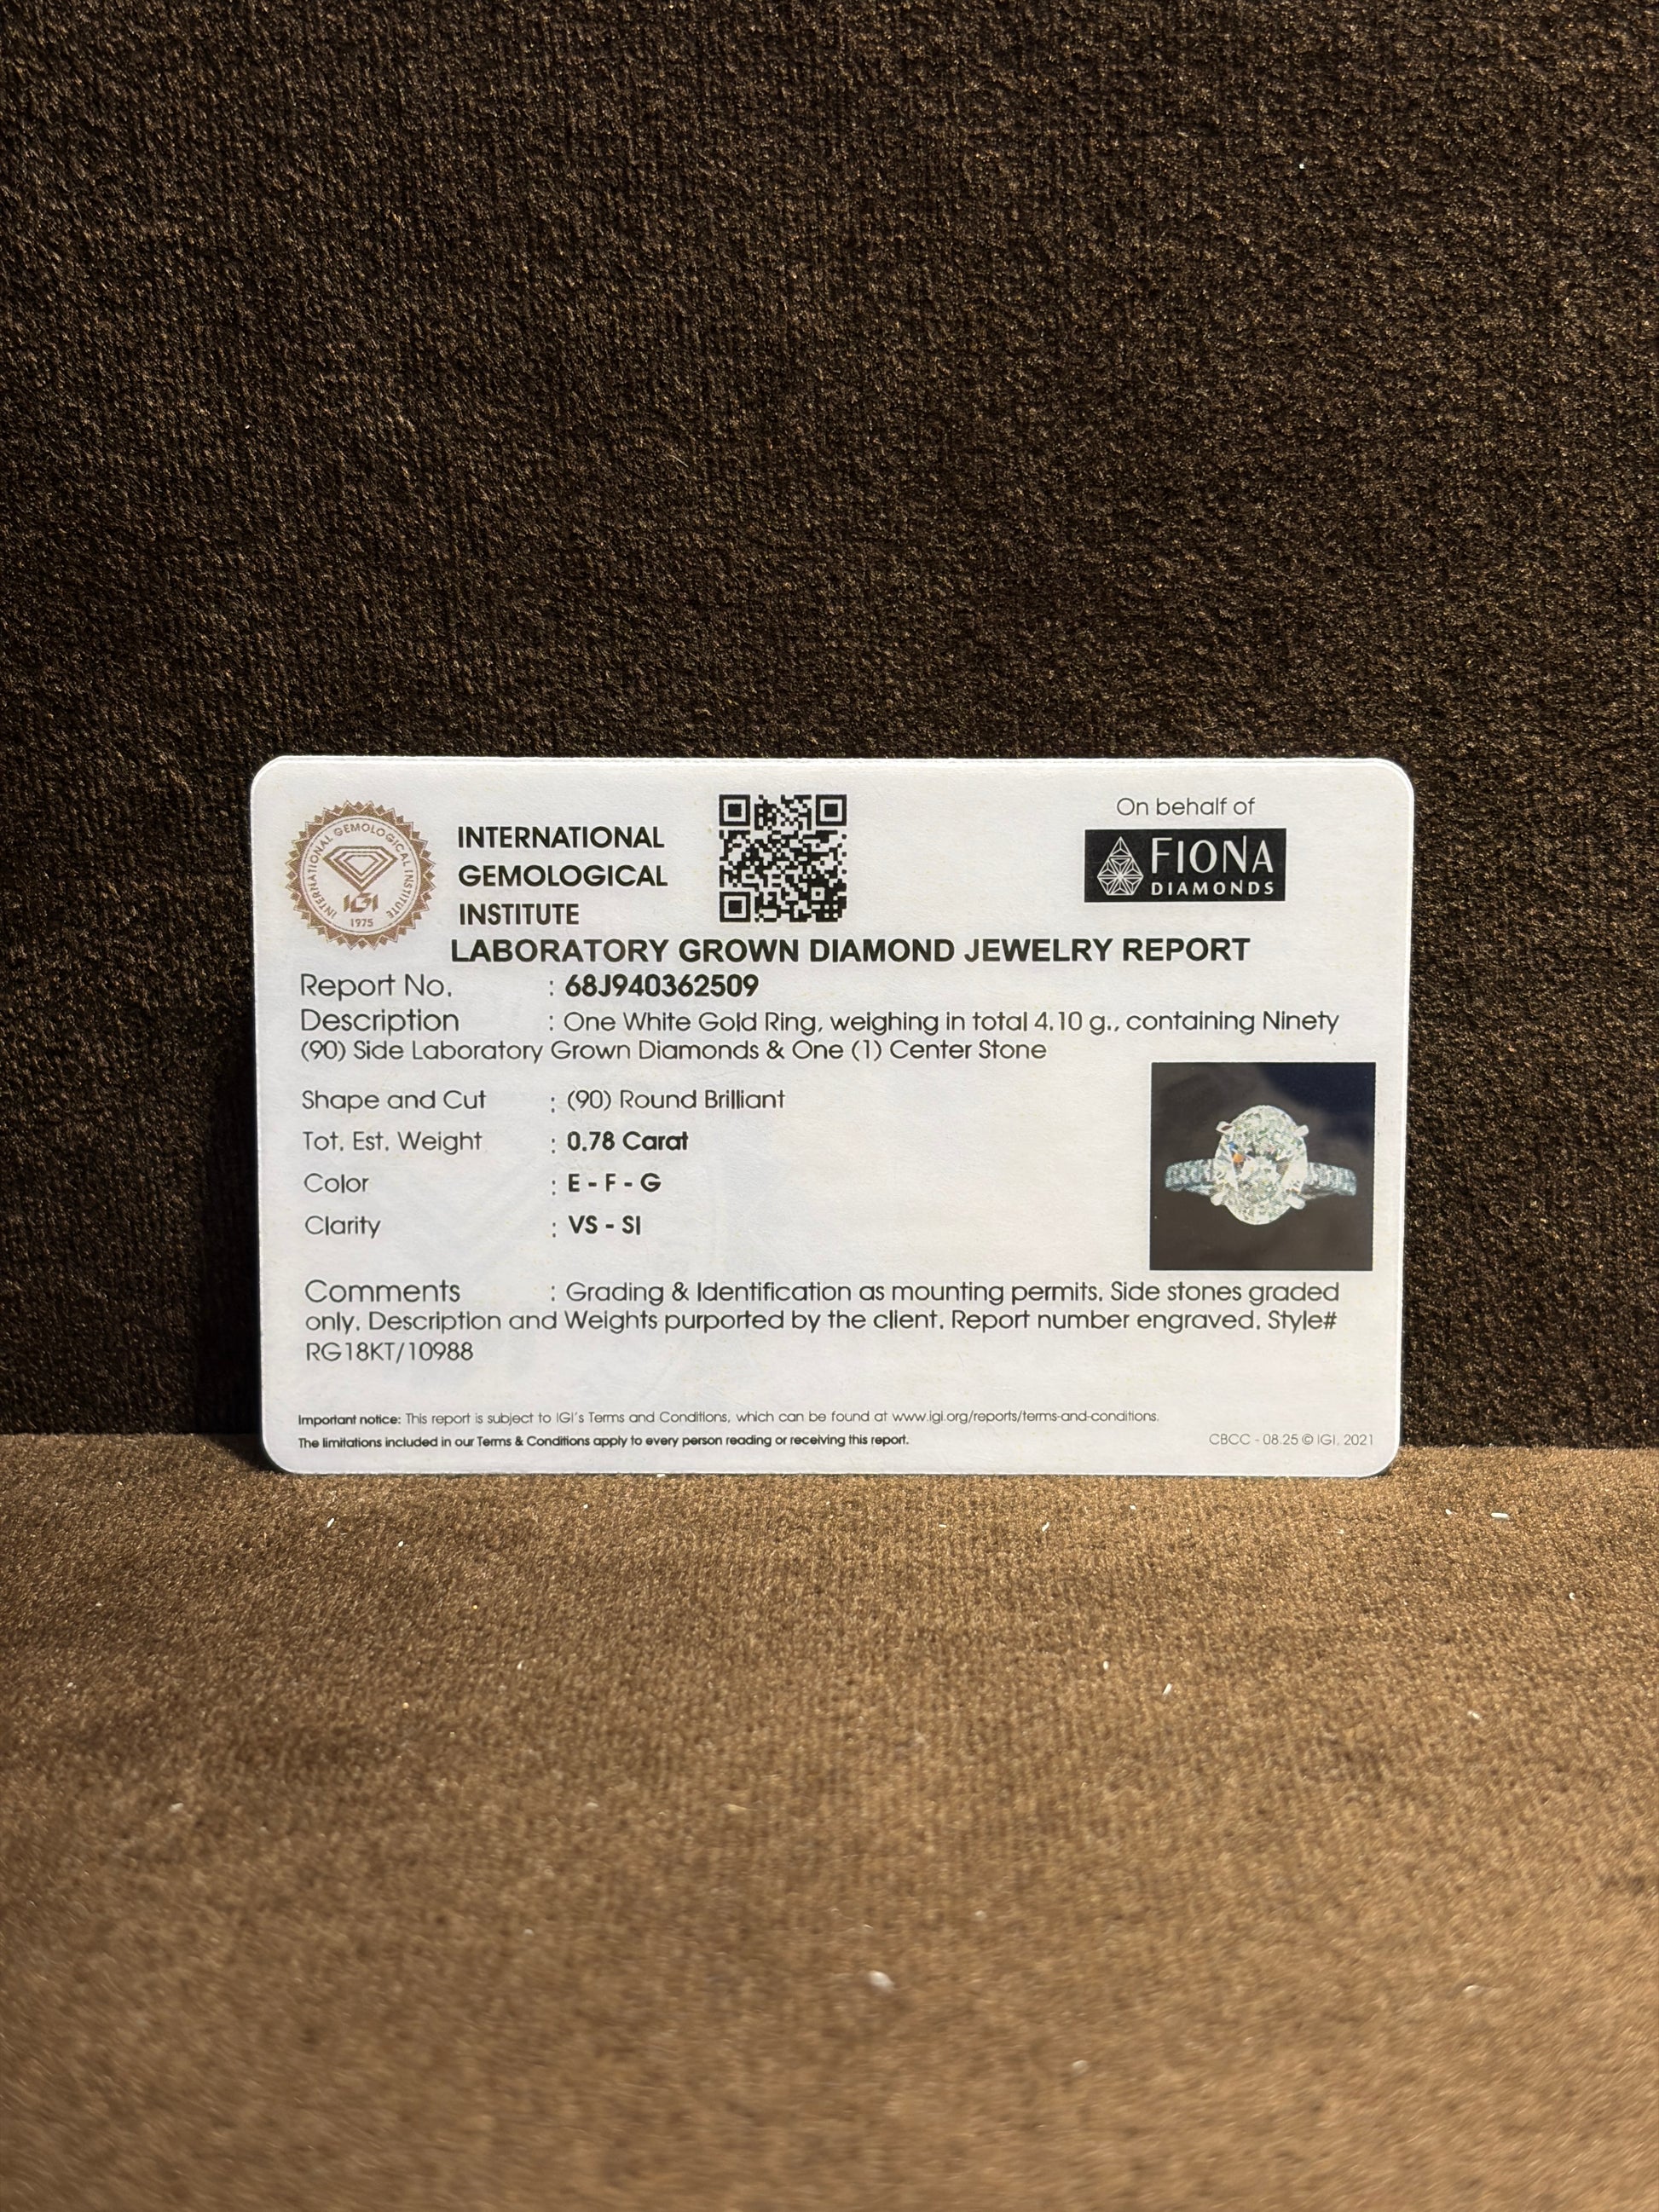 INTERNATIONAL GEMOLOGICAL INSTITUTE
IGI
1975
INTERNATIONAL
GEMOLOGICAL
INSTITUTE
On behalf of
FIONA
DIAMONDS
LABORATORY GROWN DIAMOND JEWELRY REPORT
Report No. : 68J940362509
Description : One White Gold Ring, weighing in total 4.10 g., containing Ninety
(90) Side Laboratory Grown Diamonds & One (1) Center Stone
Shape and Cut : (90) Round Brilliant
Tot. Est. Weight : 0.78 Carat
Color : E - F - G
Clarity : VS - SI
Comments : Grading & Identification as mounting permits. Side stones graded
only. Description and Weights purported by the client. Report number engraved. Style#
RG18KT/10988
Important notice: This report is subject to IGI's Terms and Conditions, which can be found at www.igi.org/reports/terms-and-conditions.
The limitations included in our Terms & Conditions apply to every person reading or receiving this report.
CBCC - 08.25 © IGI. 2021